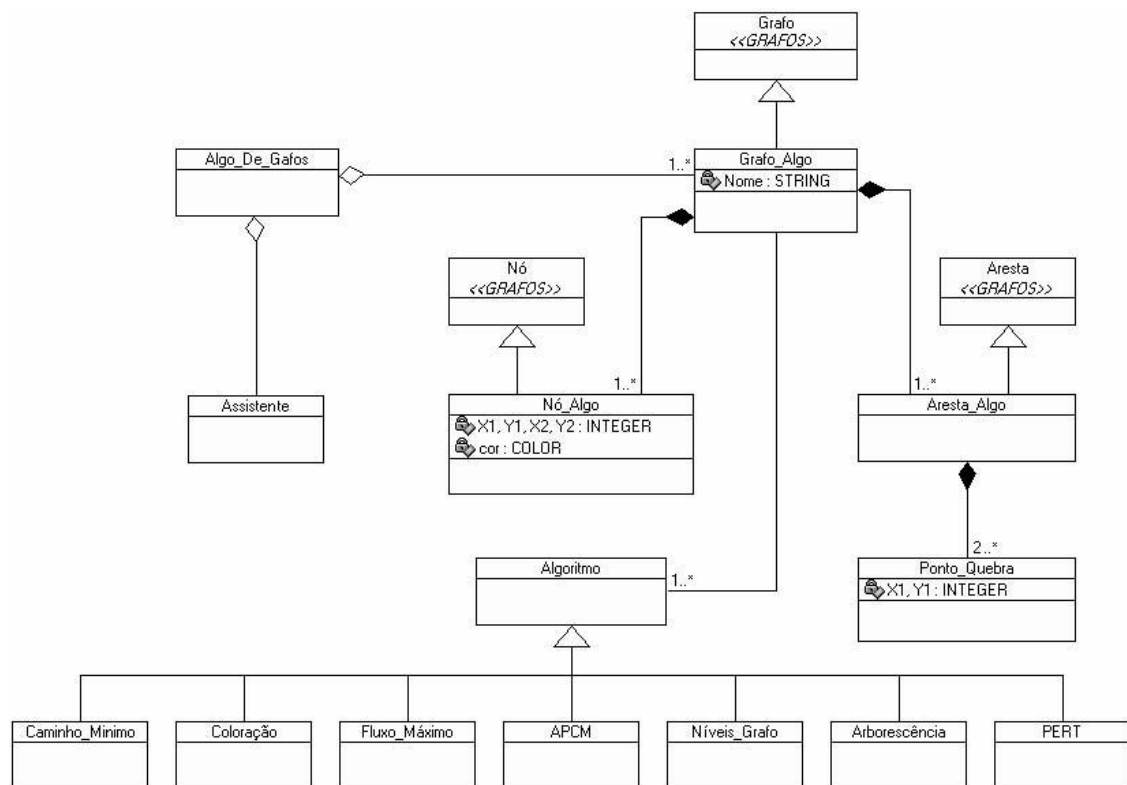 Grafo
<<GRAFOS>>
Algo_De_Gafos
1..*
Grafo_Algo
Nome : STRING
Nó
<<GRAFOS>>
Aresta
<<GRAFOS>>
Assistente
1..*
Nó_Algo
X1, Y1, X2, Y2 : INTEGER
cor : COLOR
1..*
Aresta_Algo
Algoritmo
1..*
2..*
Ponto_Quebra
X1, Y1 : INTEGER
Caminho_Minimo
Coloração
Fluxo_Máximo
APCM
Níveis_Grafo
Arborescência
PERT